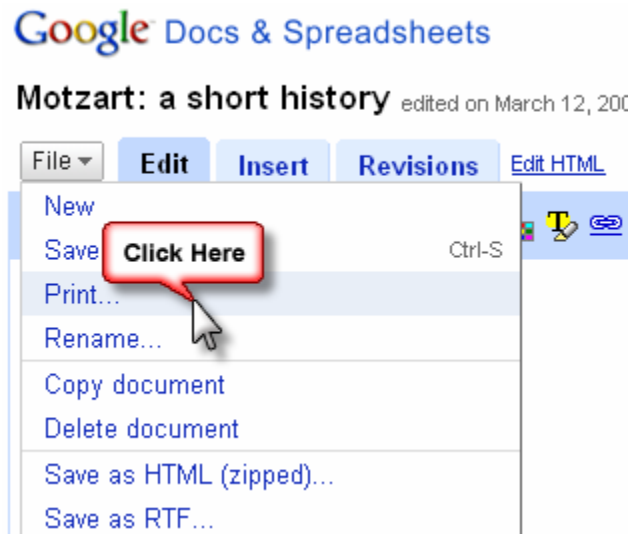 Google Docs & Spreadsheets
Motzart: a short history edited on March 12, 200
File Edit Insert Revisions Edit HTML
New
Save Click Here Ctrl-S
Print...
Rename...
Copy document
Delete document
Save as HTML (zipped)...
Save as RTF...